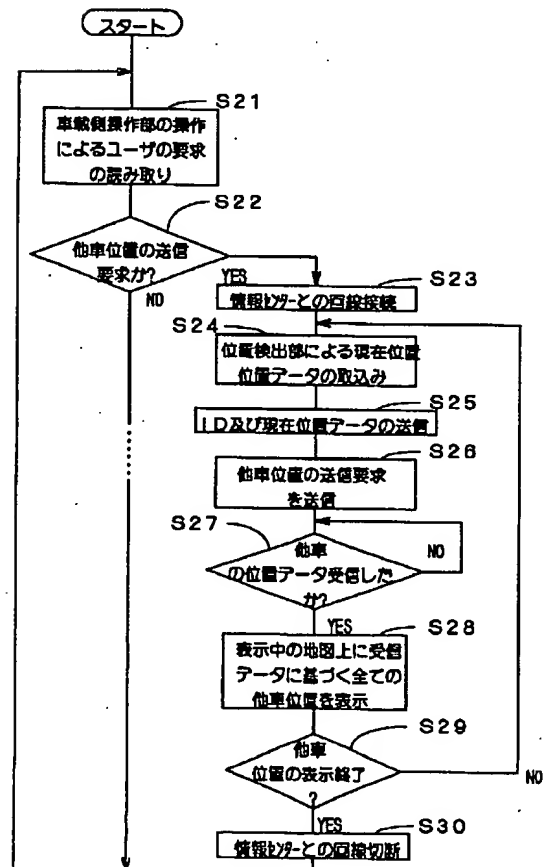 スタート
S21
車載側操作部の操作
によるユーザの要求
の読み取り
S22
他車位置の送信
要求か?
YES
NO
S23
情報センターとの回線接続
S24
位置検出部による現在位置
位置データの取込み
S25
ID及び現在位置データの送信
S26
他車位置の送信要求
を送信
S27
他車
の位置データ受信した
か?
NO
YES
S28
表示中の地図上に受信
データに基づく全ての
他車位置を表示
S29
他車
位置の表示終了
?
NO
YES
S30
情報センターとの回線切断